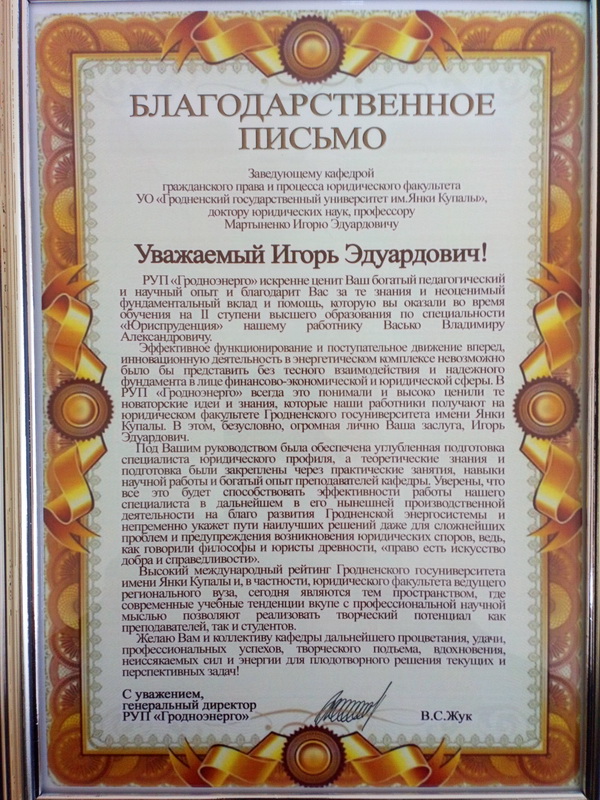 БЛАГОДАРСТВЕННОЕ
ПИСЬМО
Заведующему кафедрой
гражданского права и процесса юридического факультета
УО «Гродненский государственный университет им.Янки Купалы»,
доктору юридических наук, профессору
Мартыненко Игорю Эдуардовичу
Уважаемый Игорь Эдуардович!
РУП «Гродноэнерго» искренне ценит Ваш богатый педагогический
и научный опыт и благодарит Вас за те знания и неоценимый
фундаментальный вклад и помощь, которую вы оказали во время
обучения на II ступени высшего образования по специальности
«Юриспруденция» нашему работнику Васько Владимиру
Александровичу.
Эффективное функционирование и поступательное движение вперед,
инновационную деятельность в энергетическом комплексе невозможно
было бы представить без тесного взаимодействия и надежного
фундамента в лице финансово-экономической и юридической сферы. В
РУП «Гродноэнерго» всегда это понимали и высоко ценили те
новаторские идеи и знания, которые наши работники получают на
юридическом факультете Гродненского госуниверситета имени Янки
Купалы. В этом, безусловно, огромная лично Ваша заслуга, Игорь
Эдуардович.
Под Вашим руководством была обеспечена углубленная подготовка
специалиста юридического профиля, а теоретические знания и
подготовка были закреплены через практические занятия, навыки
научной работы и богатый опыт преподавателей кафедры. Уверены, что
все это будет способствовать эффективности работы нашего
специалиста в дальнейшем в его нынешней производственной
деятельности на благо развития Гродненской энергосистемы и
непременно укажет пути наилучших решений даже для сложнейших
проблем и предупреждения возникновения юридических споров, ведь,
как говорили философы и юристы древности, «право есть искусство
добра и справедливости».
Высокий международный рейтинг Гродненского госуниверситета
имени Янки Купалы и, в частности, юридического факультета ведущего
регионального вуза, сегодня являются тем пространством, где
современные учебные тенденции вкупе с профессиональной научной
мыслью позволяют реализовать творческий потенциал как
преподавателей, так и студентов.
Желаю Вам и коллективу кафедры дальнейшего процветания, удачи,
профессиональных успехов, творческого подъема, вдохновения,
неиссякаемых сил и энергии для плодотворного решения текущих и
перспективных задач!
С уважением,
генеральный директор
РУП «Гродноэнерго» В.С.Жук